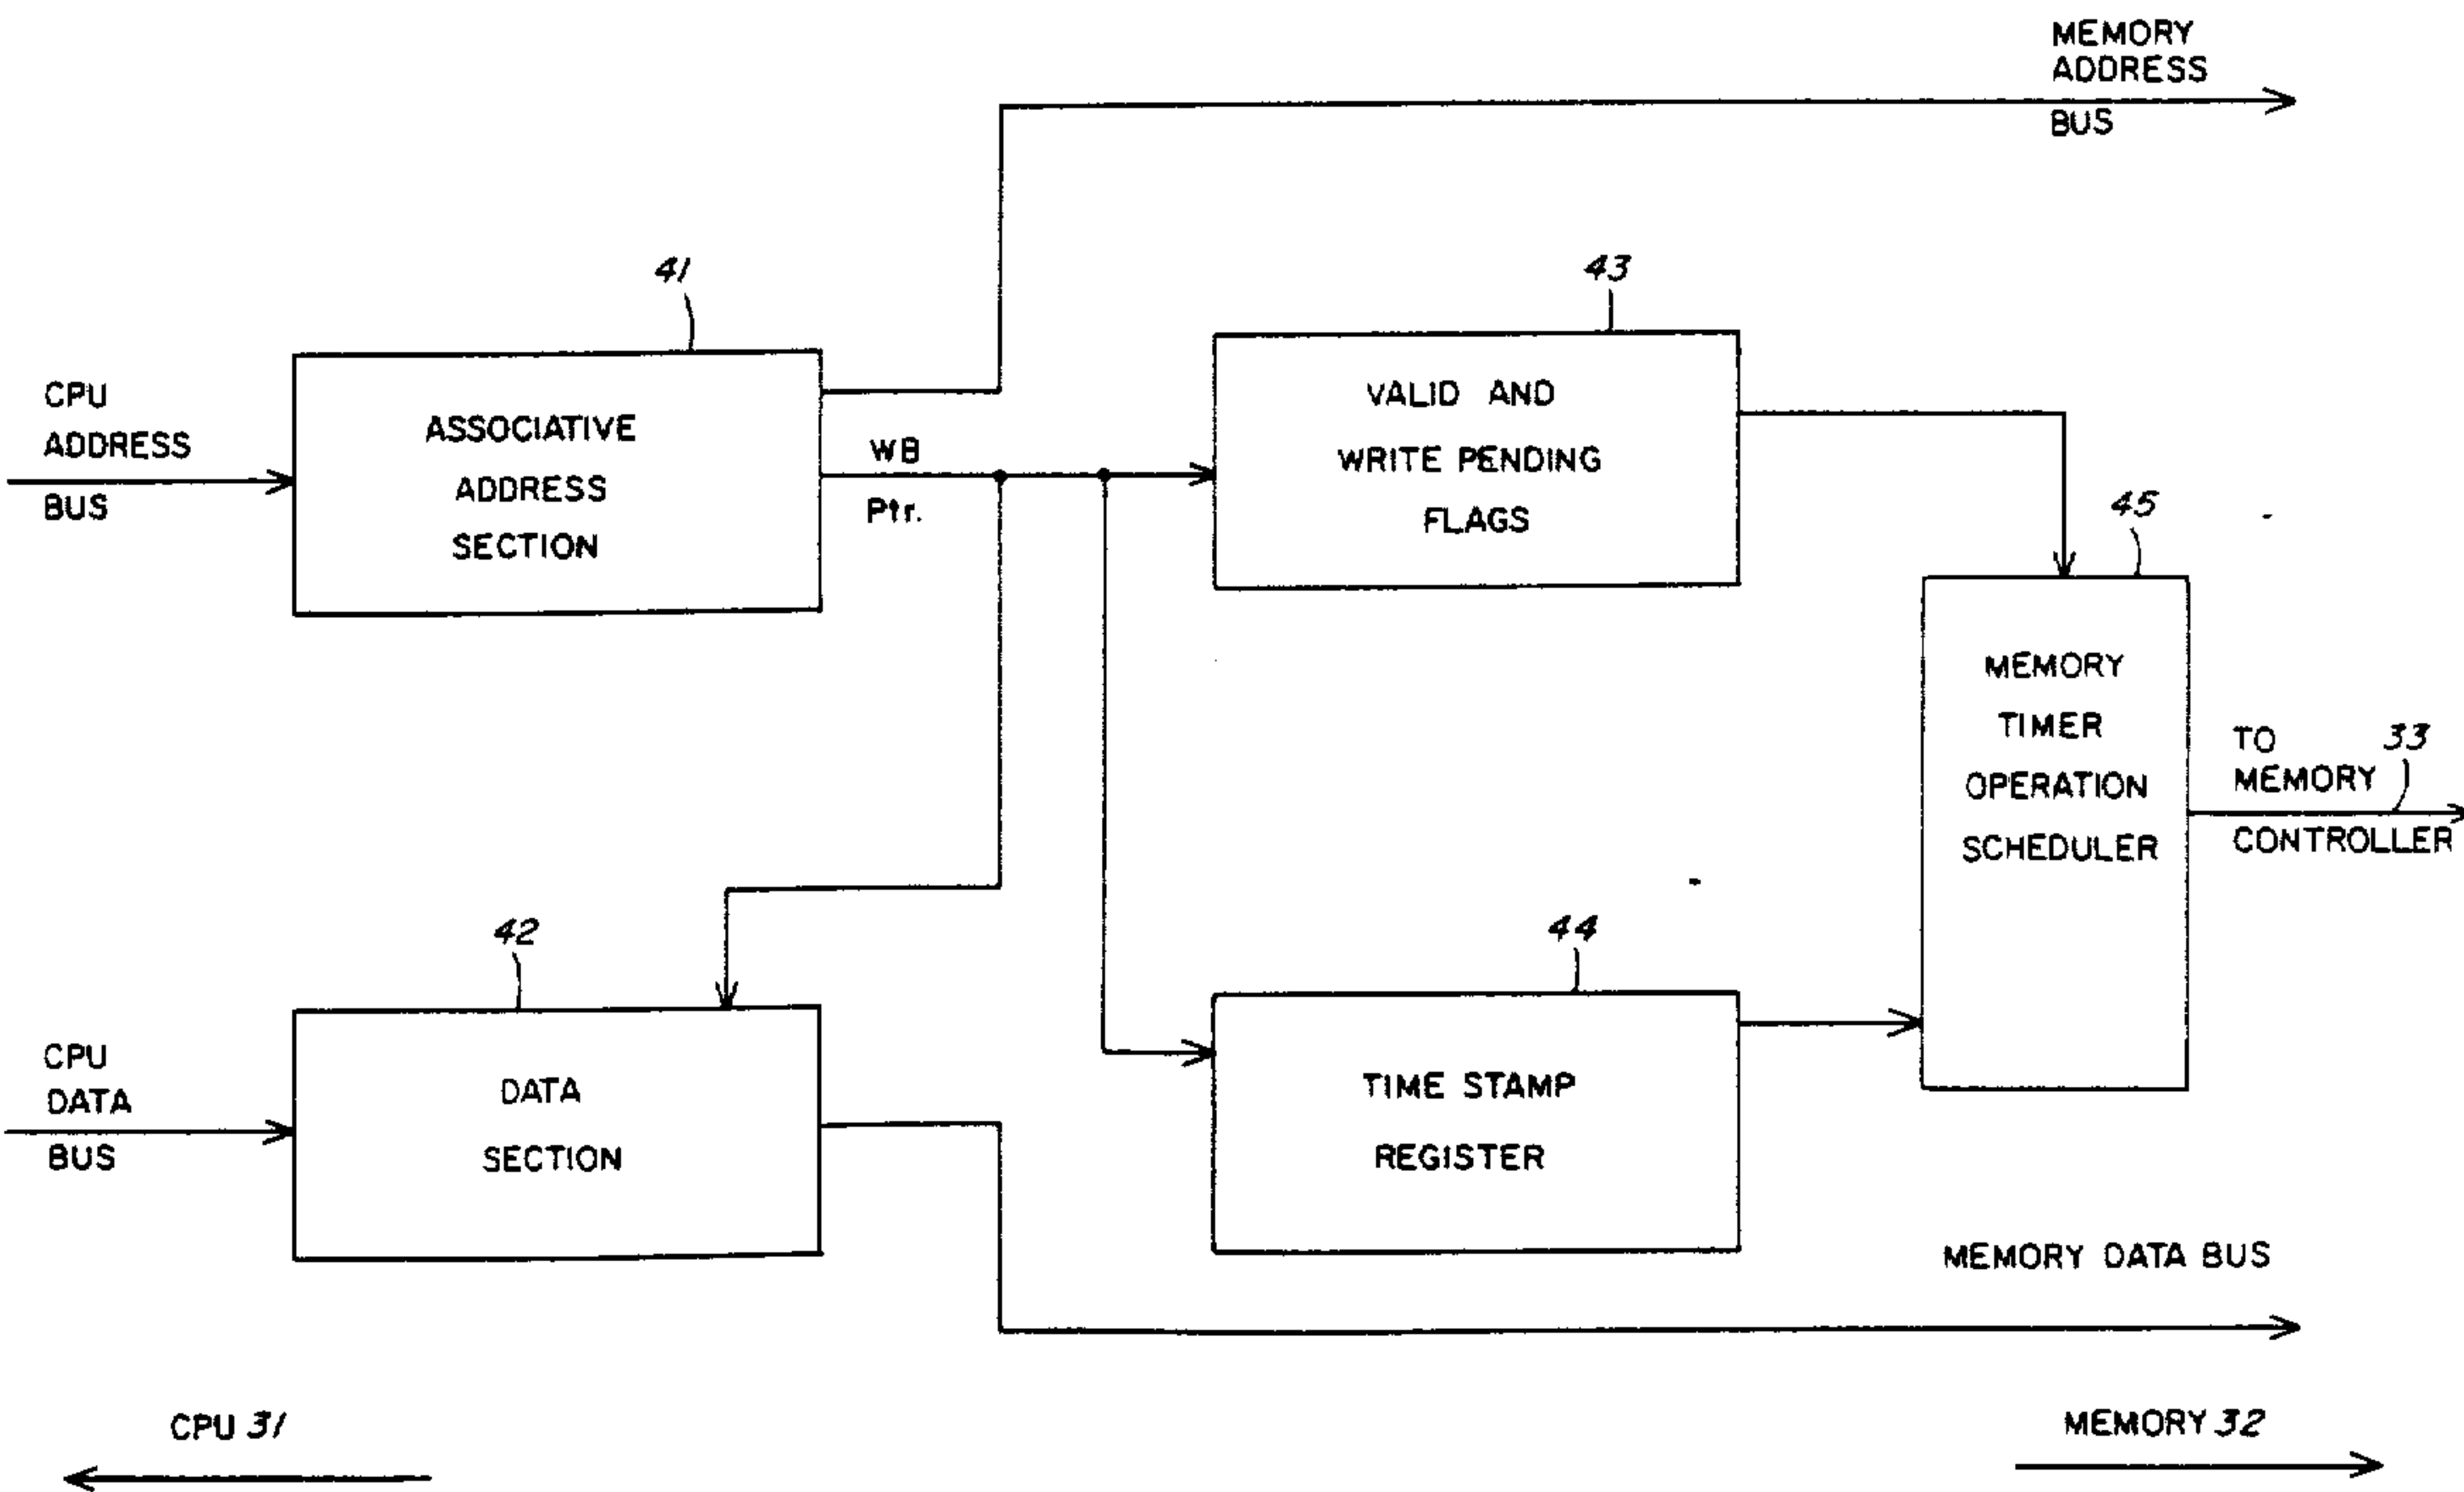 MEMORY
ADDRESS
BUS
41
43
CPU
ADDRESS
BUS
ASSOCIATIVE
ADDRESS
SECTION
WB
Ptr.
VALID AND
WRITE PENDING
FLAGS
45
MEMORY
TIMER
OPERATION
SCHEDULER
TO
MEMORY 33
CONTROLLER
42
44
CPU
DATA
BUS
DATA
SECTION
TIME STAMP
REGISTER
MEMORY DATA BUS
CPU 31
MEMORY 32